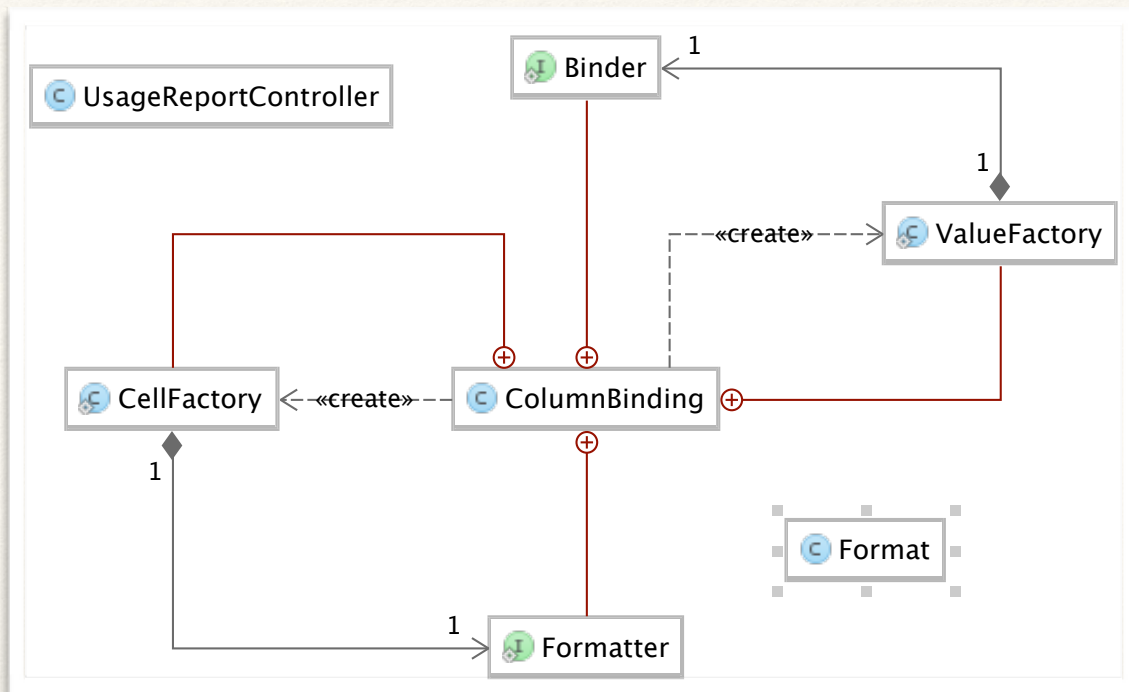 1
I Binder
C UsageReportController
1
«create»
C ValueFactory
C CellFactory
«create»
C ColumnBinding
1
C Format
1
I Formatter